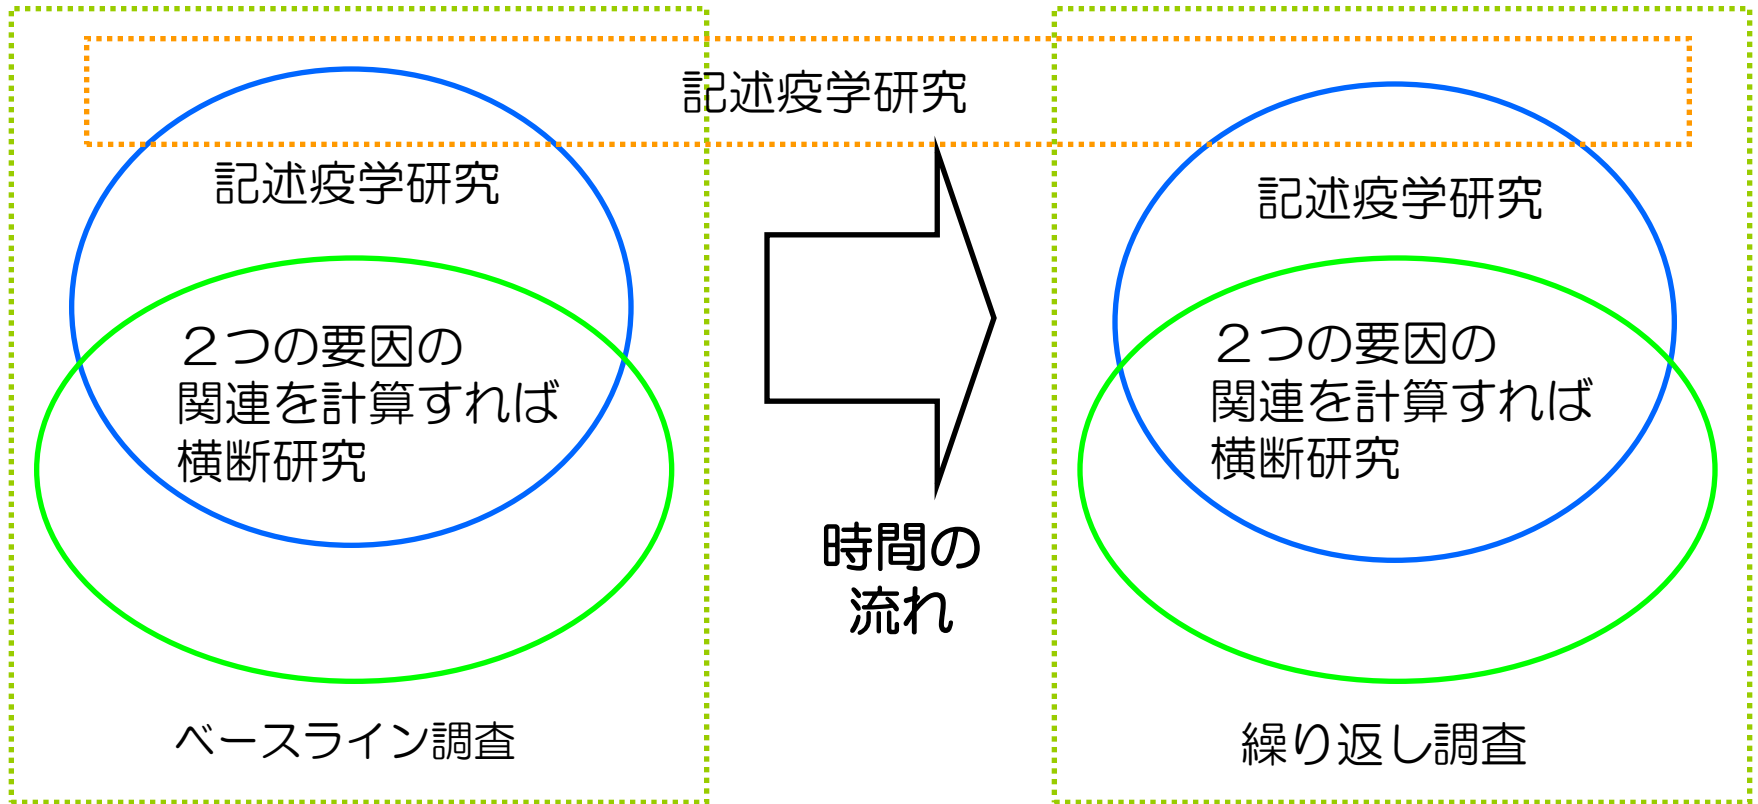 記述疫学研究
記述疫学研究
２つの要因の
関連を計算すれば
横断研究
ベースライン調査
時間の
流れ
記述疫学研究
２つの要因の
関連を計算すれば
横断研究
繰り返し調査